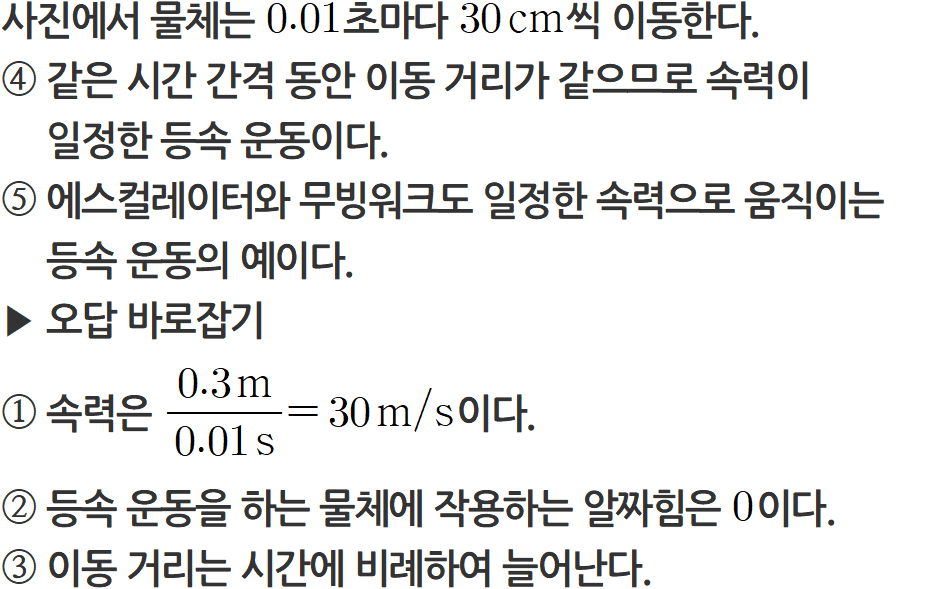 사진에서 물체는 0.01초마다 30 cm씩 이동한다.
④ 같은 시간 간격 동안 이동 거리가 같으므로 속력이
일정한 등속 운동이다.
⑤ 에스컬레이터와 무빙워크도 일정한 속력으로 움직이는
등속 운동의 예이다.
▶ 오답 바로잡기
① 속력은 0.3 m/0.01 s = 30 m/s이다.
② 등속 운동을 하는 물체에 작용하는 알짜힘은 0이다.
③ 이동 거리는 시간에 비례하여 늘어난다.